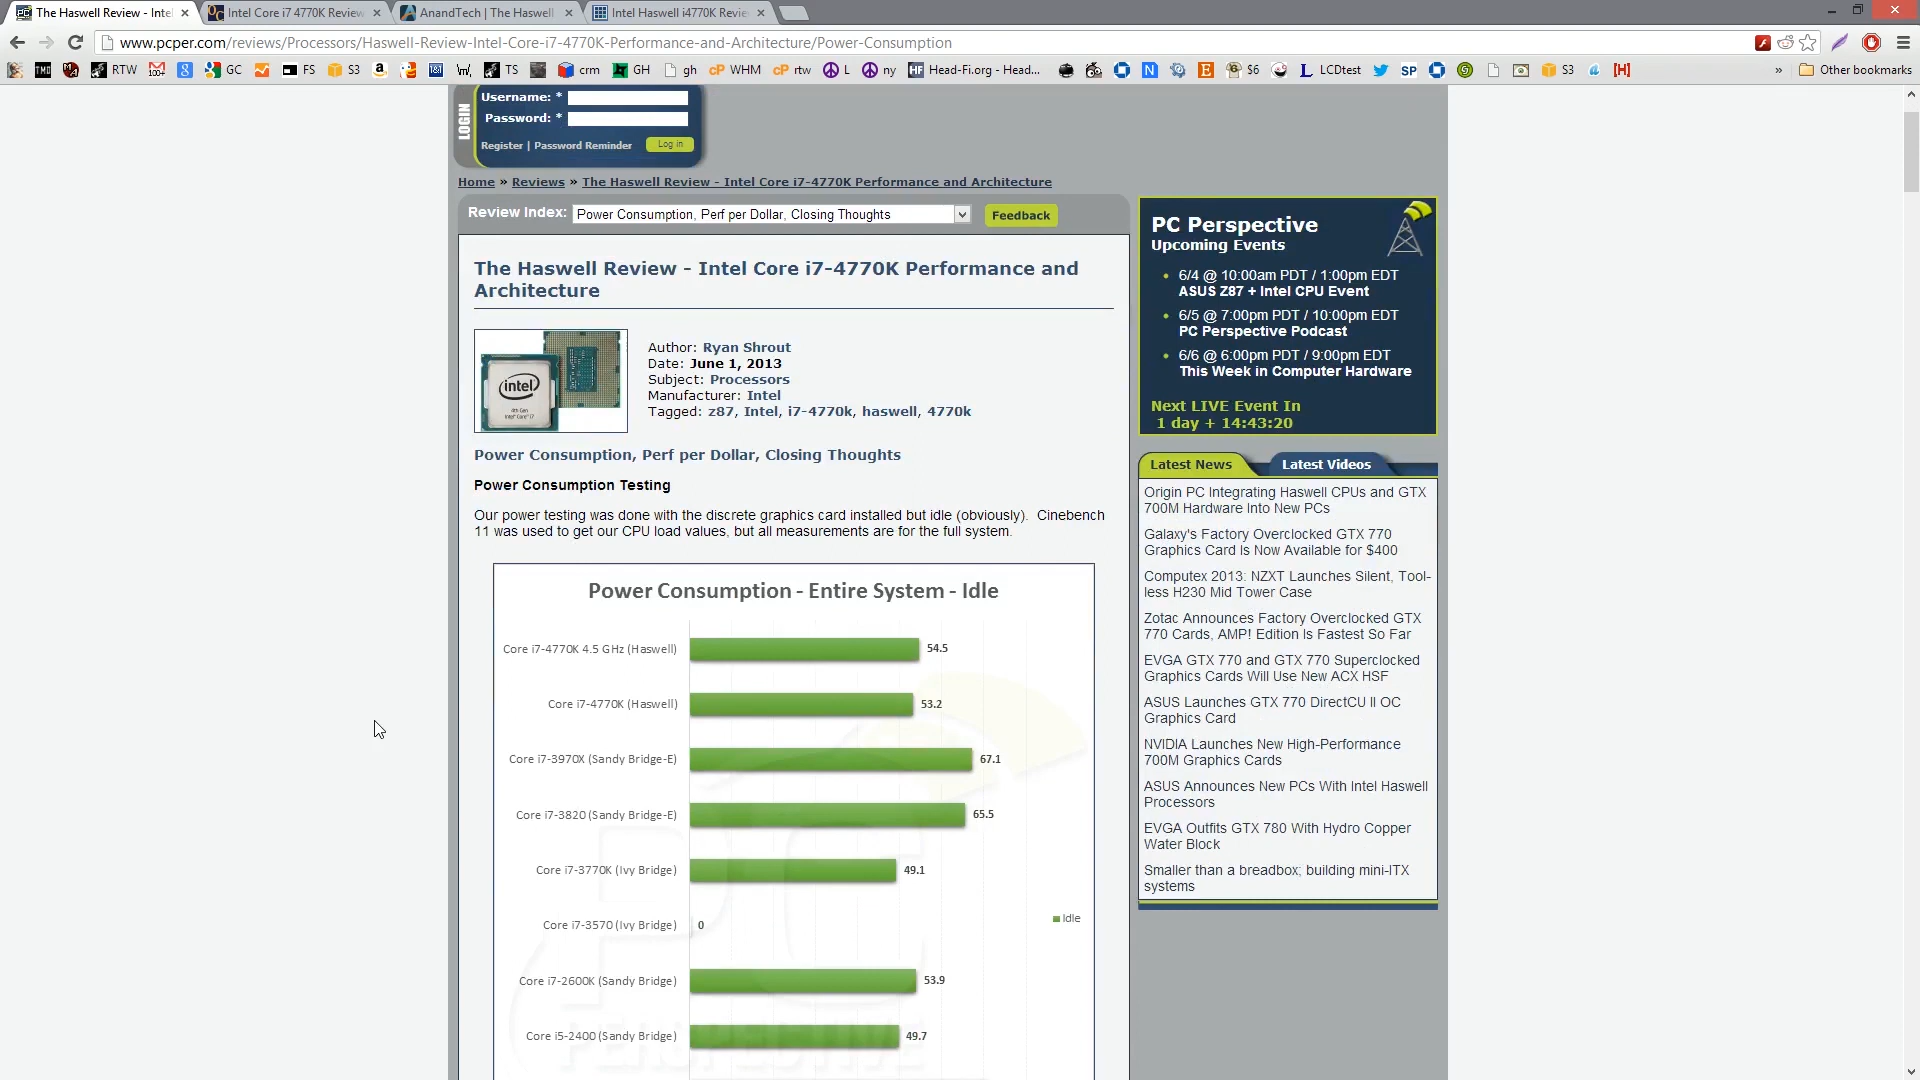 The Haswell Review - Intel
Intel Core i7 4770K Review
AnandTech | The Haswell
Intel Haswell i4770K Revie
www.pcper.com/reviews/Processors/Haswell-Review-Intel-Core-i7-4770K-Performance-and-Architecture/Power-Consumption
TMD
RTW
100+
GC
FS
S3
TS
crm
GH
gh
WHM
rtw
L
ny
Head-Fi.org - Head...
$6
LCDtest
SP
S3
[H]
»
Other bookmarks
LOGIN
Username: *
Password: *
Register | Password Reminder
Log in
Home » Reviews » The Haswell Review - Intel Core i7-4770K Performance and Architecture
Review Index:
Power Consumption, Perf per Dollar, Closing Thoughts
Feedback
The Haswell Review - Intel Core i7-4770K Performance and
Architecture
intel
4th Gen
Intel® Core™ i7
Author: Ryan Shrout
Date: June 1, 2013
Subject: Processors
Manufacturer: Intel
Tagged: z87, Intel, i7-4770k, haswell, 4770k
Power Consumption, Perf per Dollar, Closing Thoughts
Power Consumption Testing
Our power testing was done with the discrete graphics card installed but idle (obviously). Cinebench
11 was used to get our CPU load values, but all measurements are for the full system.
Power Consumption - Entire System - Idle
Core i7-4770K 4.5 GHz (Haswell) 54.5
Core i7-4770K (Haswell) 53.2
Core i7-3970X (Sandy Bridge-E) 67.1
Core i7-3820 (Sandy Bridge-E) 65.5
Core i7-3770K (Ivy Bridge) 49.1
Idle
Core i7-3570 (Ivy Bridge) 0
Core i7-2600K (Sandy Bridge) 53.9
Core i5-2400 (Sandy Bridge) 49.7
PC
PERSPECTIVE
PC Perspective
Upcoming Events
6/4 @ 10:00am PDT / 1:00pm EDT
ASUS Z87 + Intel CPU Event
6/5 @ 7:00pm PDT / 10:00pm EDT
PC Perspective Podcast
6/6 @ 6:00pm PDT / 9:00pm EDT
This Week in Computer Hardware
Next LIVE Event In
1 day + 14:43:20
Latest News
Latest Videos
Origin PC Integrating Haswell CPUs and GTX
700M Hardware Into New PCs
Galaxy's Factory Overclocked GTX 770
Graphics Card Is Now Available for $400
Computex 2013: NZXT Launches Silent, Tool-
less H230 Mid Tower Case
Zotac Announces Factory Overclocked GTX
770 Cards, AMP! Edition Is Fastest So Far
EVGA GTX 770 and GTX 770 Superclocked
Graphics Cards Will Use New ACX HSF
ASUS Launches GTX 770 DirectCU II OC
Graphics Card
NVIDIA Launches New High-Performance
700M Graphics Cards
ASUS Announces New PCs With Intel Haswell
Processors
EVGA Outfits GTX 780 With Hydro Copper
Water Block
Smaller than a breadbox; building mini-ITX
systems